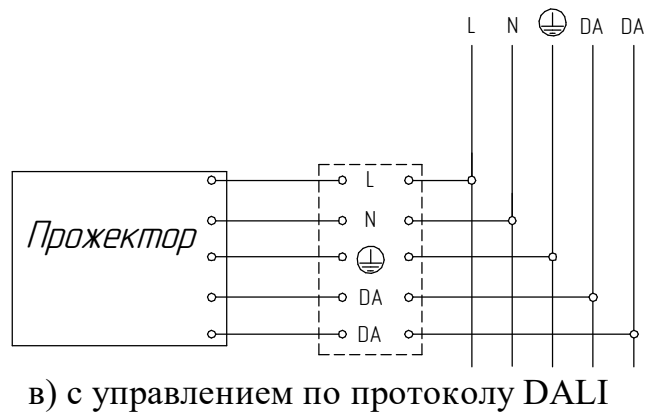 L N DA DA
L
Прожектор
N
DA
DA
в) с управлением по протоколу DALI